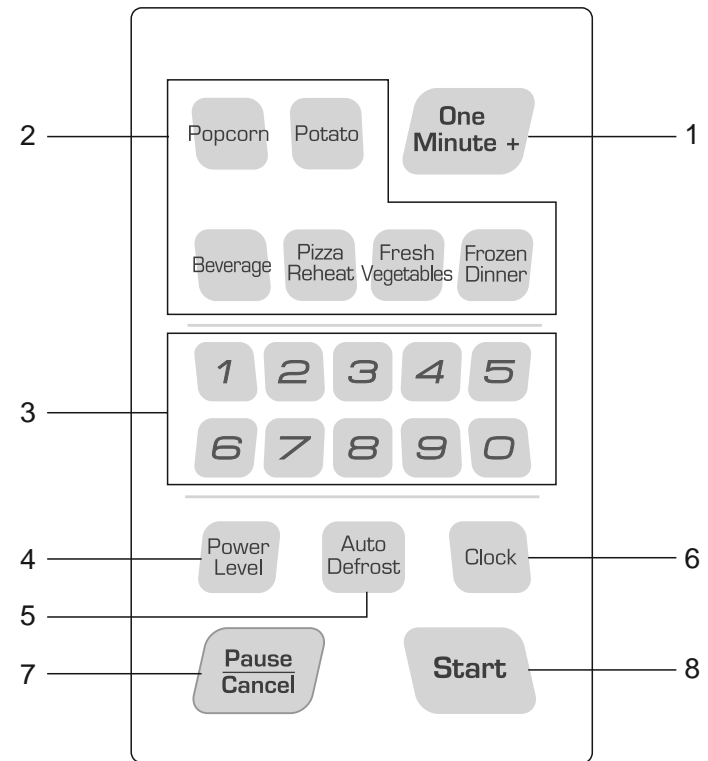 One
Minute +
1
2
Popcorn
Potato
Beverage
Pizza
Reheat
Fresh
Vegetables
Frozen
Dinner
3
1 2 3 4 5
6 7 8 9 0
4
Power
Level
Auto
Defrost
Clock
6
5
7
Pause
Cancel
Start
8